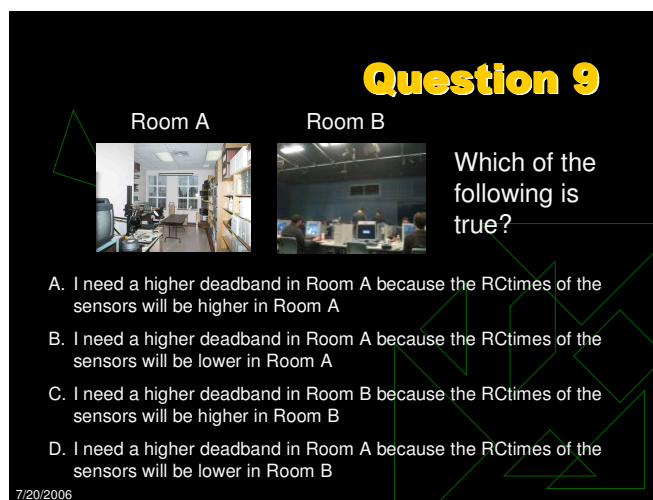 Question 9
Room A
Room B
Which of the
following is
true?
A. I need a higher deadband in Room A because the RCtimes of the
sensors will be higher in Room A
B. I need a higher deadband in Room A because the RCtimes of the
sensors will be lower in Room A
C. I need a higher deadband in Room B because the RCtimes of the
sensors will be higher in Room B
D. I need a higher deadband in Room A because the RCtimes of the
sensors will be lower in Room B
7/20/2006